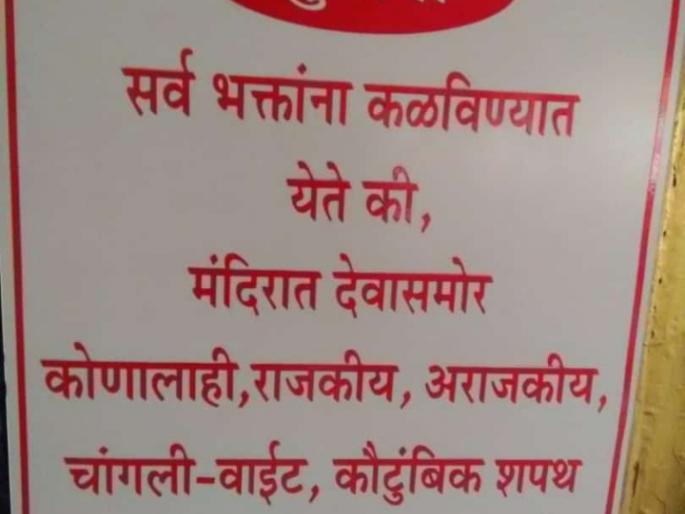 सर्व भक्तांना कळविण्यात
येते की,
मंदिरात देवासमोर
कोणालाही,राजकीय, अराजकीय,
चांगली-वाईट, कौटुंबिक शपथ